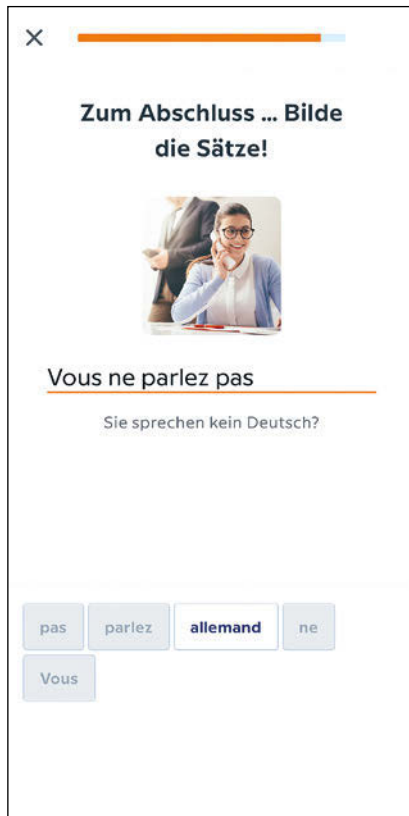 Zum Abschluss ... Bilde
die Sätze!
Vous ne parlez pas
Sie sprechen kein Deutsch?
pas parlez allemand ne
Vous